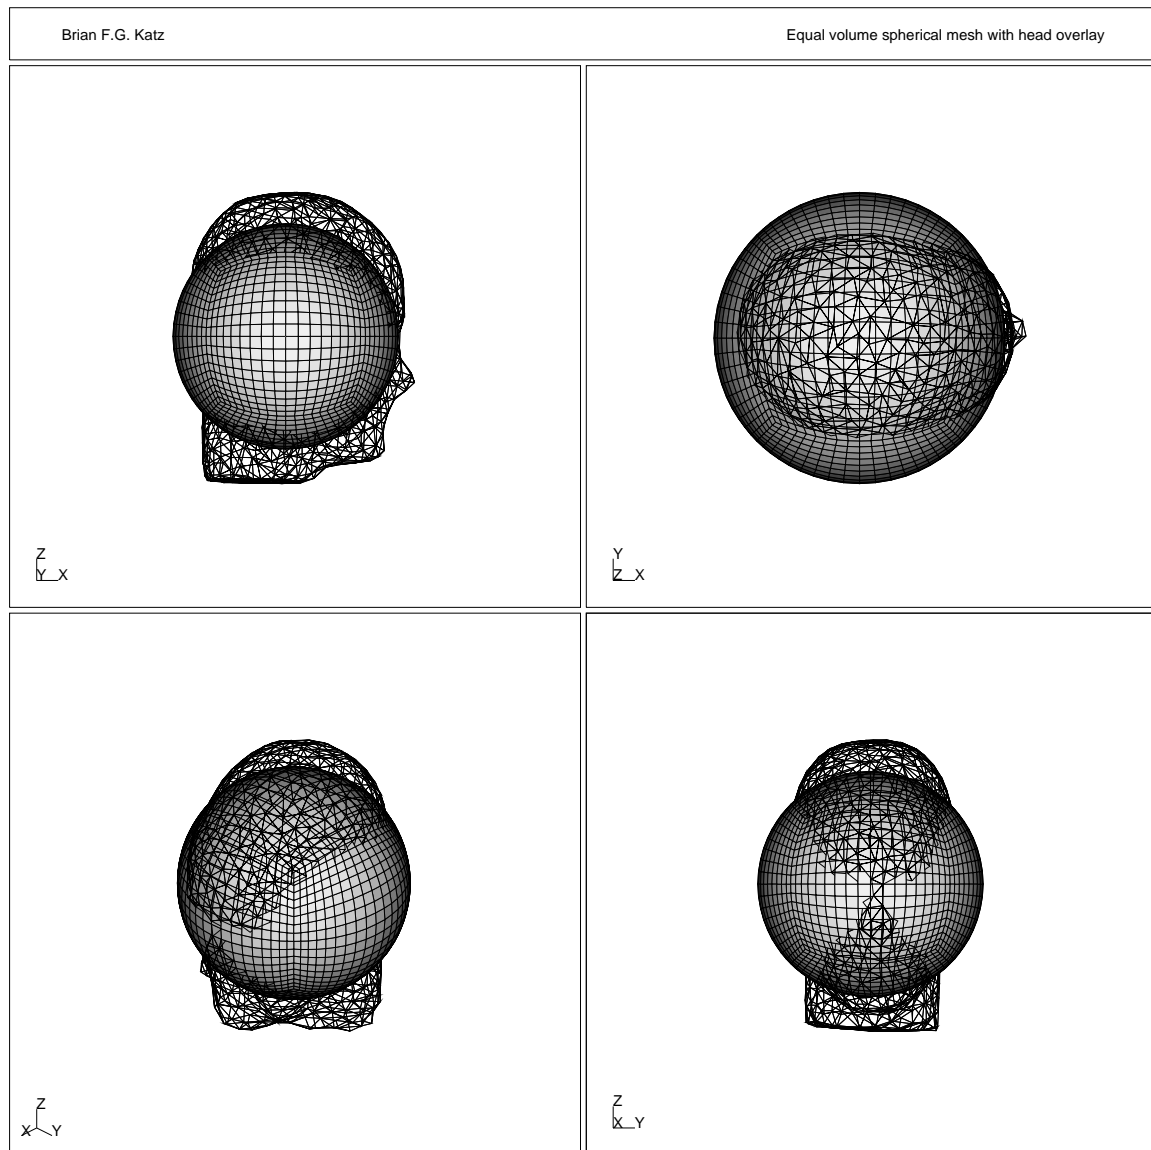 Brian F.G. Katz
Equal volume spherical mesh with head overlay
Z
Y X
Y
Z X
Z
X Y
Z
X Y